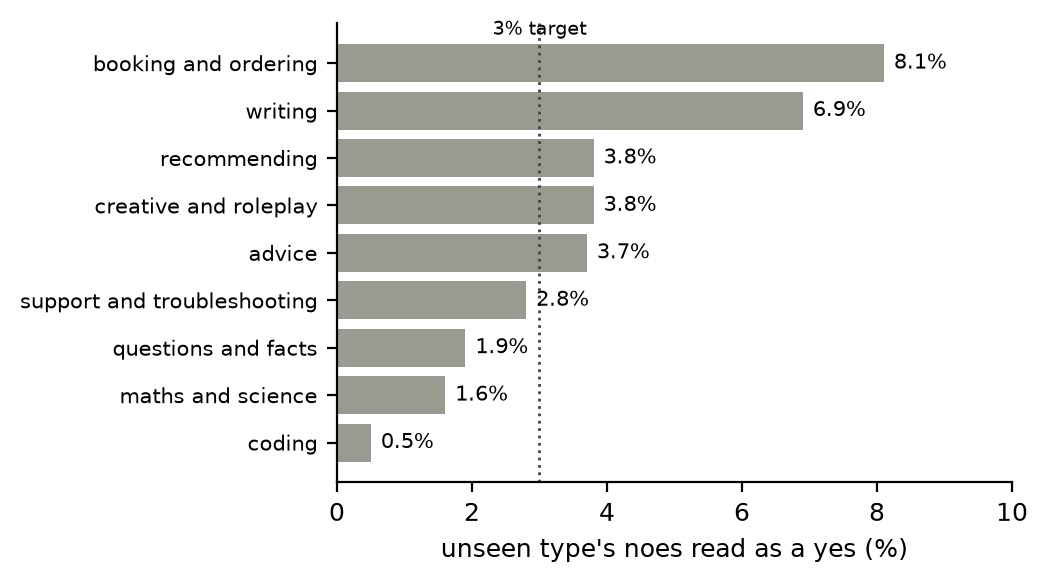 3% target
booking and ordering 8.1%
writing 6.9%
recommending 3.8%
creative and roleplay 3.8%
advice 3.7%
support and troubleshooting 2.8%
questions and facts 1.9%
maths and science 1.6%
coding 0.5%
0 2 4 6 8 10
unseen type's noes read as a yes (%)